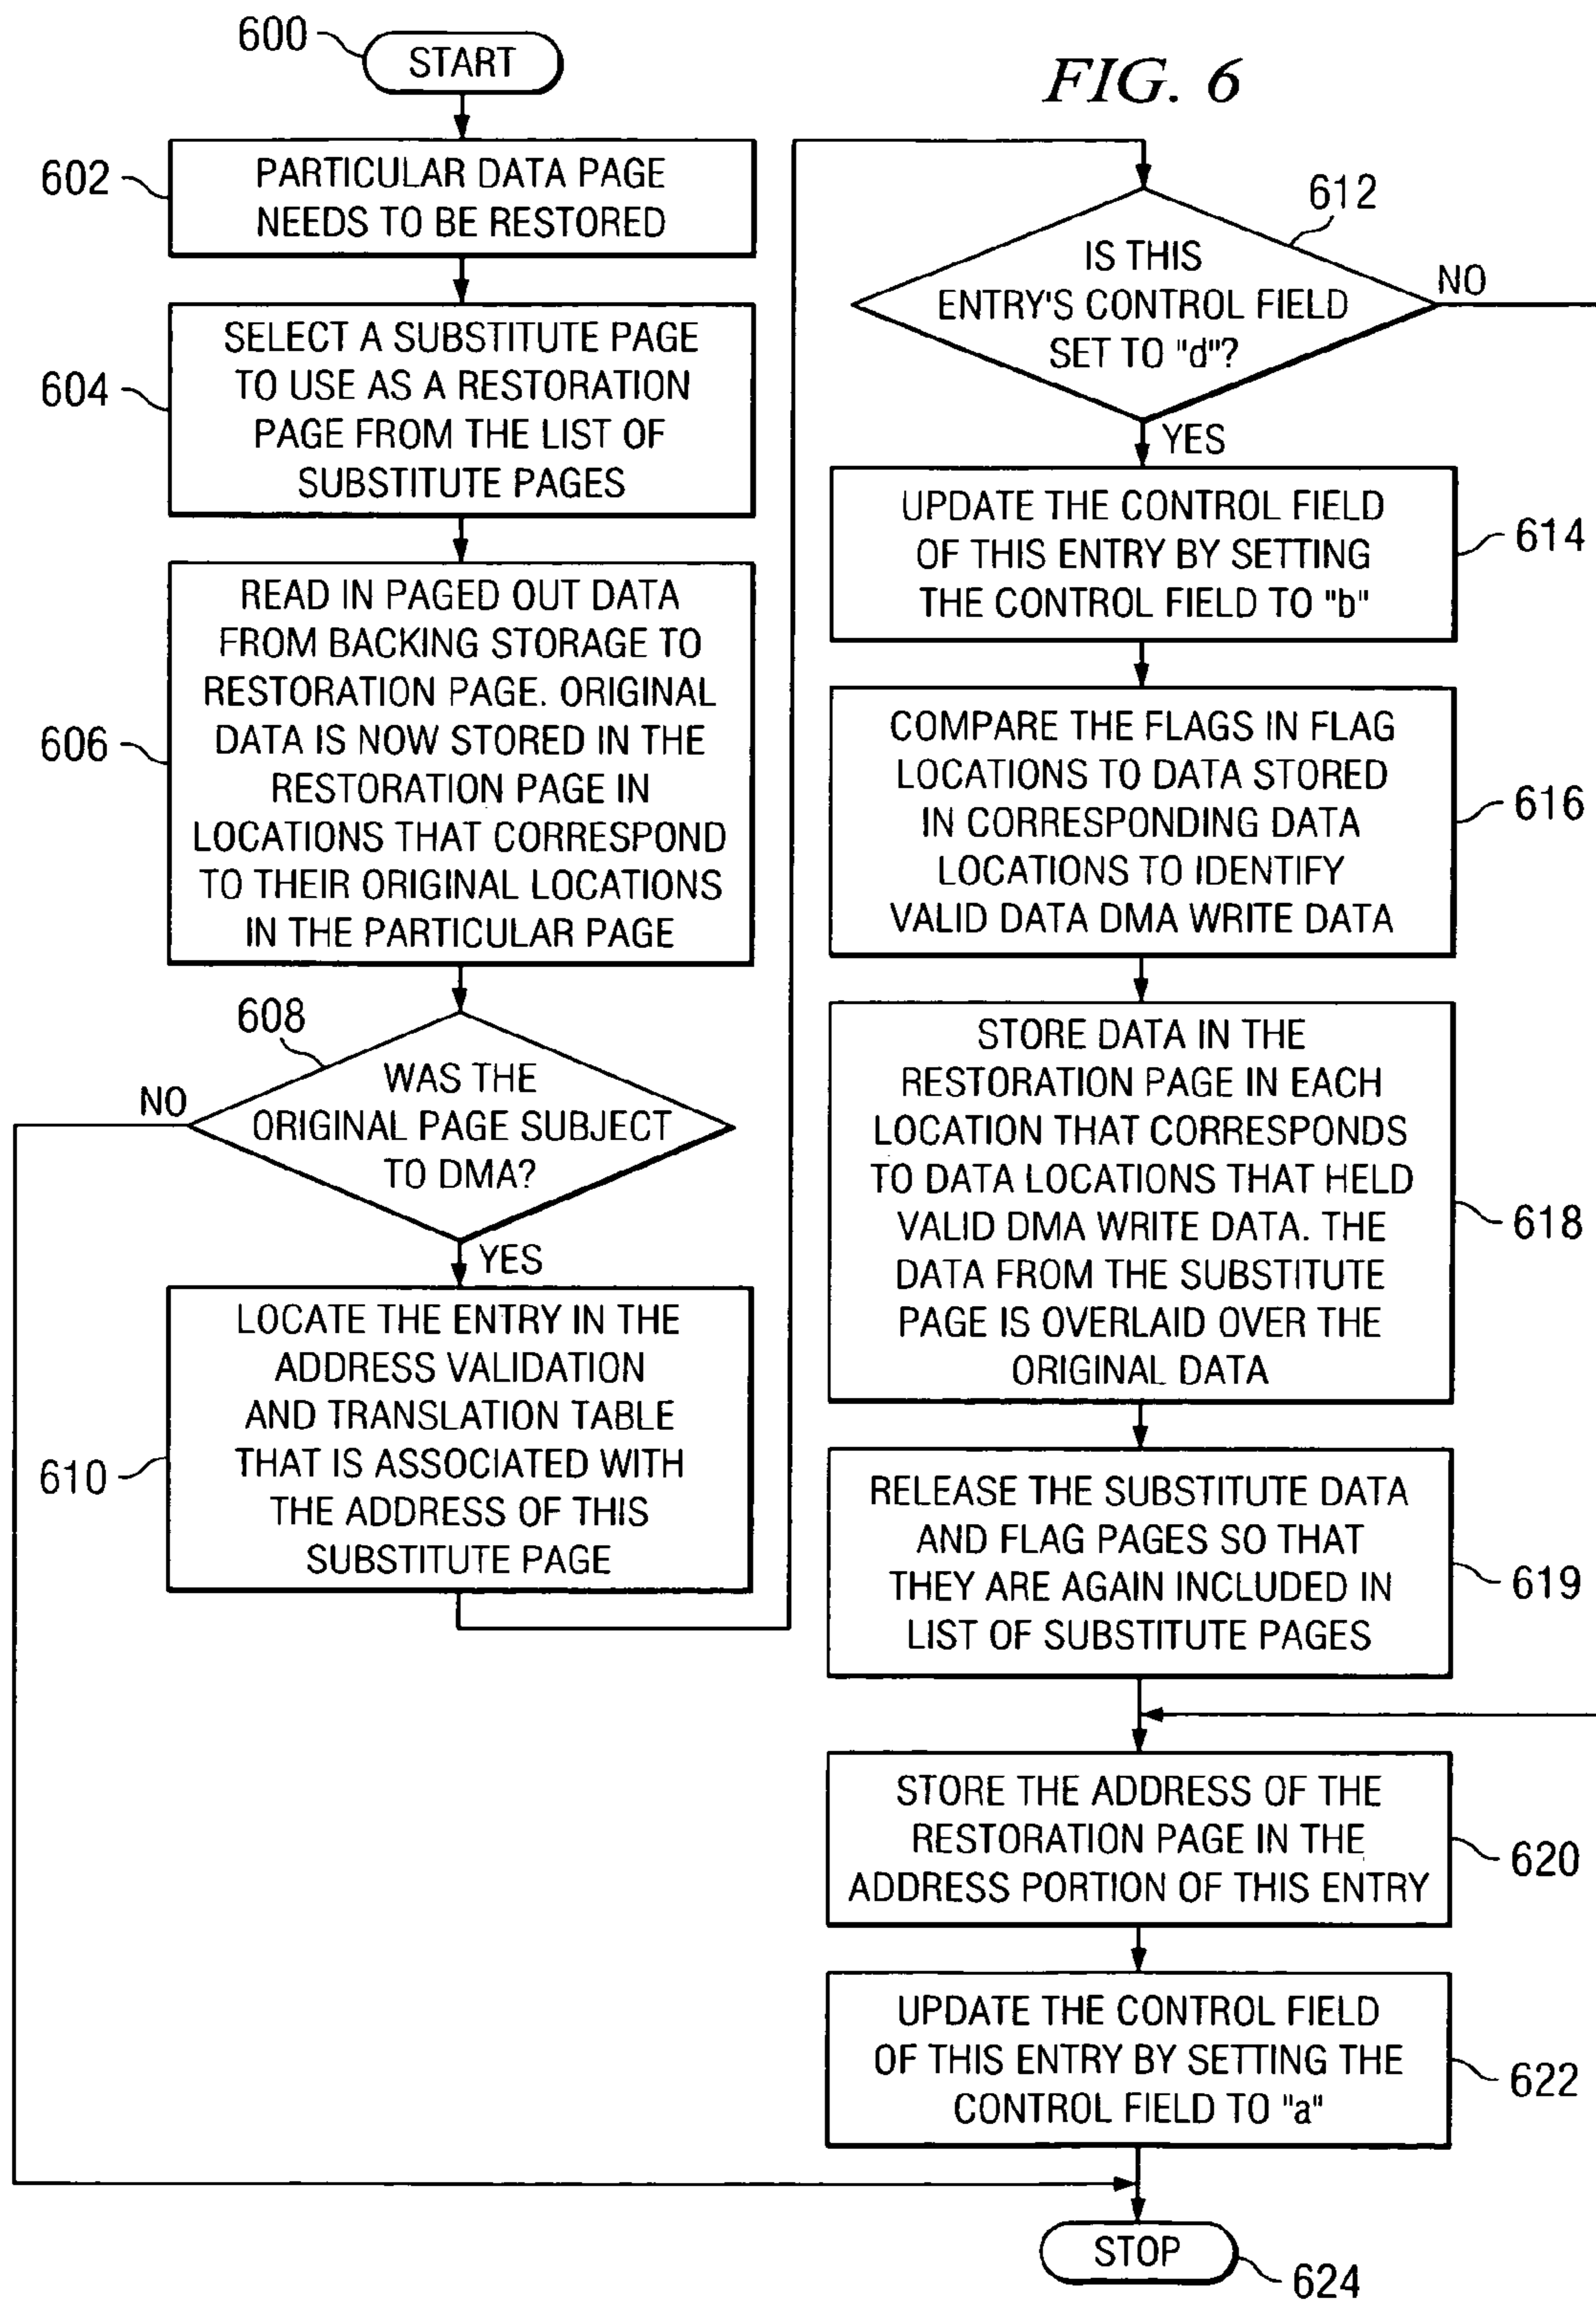 FIG. 6
600
START
602
PARTICULAR DATA PAGE
NEEDS TO BE RESTORED
604
SELECT A SUBSTITUTE PAGE
TO USE AS A RESTORATION
PAGE FROM THE LIST OF
SUBSTITUTE PAGES
606
READ IN PAGED OUT DATA
FROM BACKING STORAGE TO
RESTORATION PAGE. ORIGINAL
DATA IS NOW STORED IN THE
RESTORATION PAGE IN
LOCATIONS THAT CORRESPOND
TO THEIR ORIGINAL LOCATIONS
IN THE PARTICULAR PAGE
608
NO
WAS THE
ORIGINAL PAGE SUBJECT
TO DMA?
YES
610
LOCATE THE ENTRY IN THE
ADDRESS VALIDATION
AND TRANSLATION TABLE
THAT IS ASSOCIATED WITH
THE ADDRESS OF THIS
SUBSTITUTE PAGE
612
IS THIS
ENTRY'S CONTROL FIELD
SET TO "d"?
NO
YES
UPDATE THE CONTROL FIELD
OF THIS ENTRY BY SETTING
THE CONTROL FIELD TO "b"
614
COMPARE THE FLAGS IN FLAG
LOCATIONS TO DATA STORED
IN CORRESPONDING DATA
LOCATIONS TO IDENTIFY
VALID DATA DMA WRITE DATA
616
STORE DATA IN THE
RESTORATION PAGE IN EACH
LOCATION THAT CORRESPONDS
TO DATA LOCATIONS THAT HELD
VALID DMA WRITE DATA. THE
DATA FROM THE SUBSTITUTE
PAGE IS OVERLAID OVER THE
ORIGINAL DATA
618
RELEASE THE SUBSTITUTE DATA
AND FLAG PAGES SO THAT
THEY ARE AGAIN INCLUDED IN
LIST OF SUBSTITUTE PAGES
619
STORE THE ADDRESS OF THE
RESTORATION PAGE IN THE
ADDRESS PORTION OF THIS ENTRY
620
UPDATE THE CONTROL FIELD
OF THIS ENTRY BY SETTING THE
CONTROL FIELD TO "a"
622
STOP
624